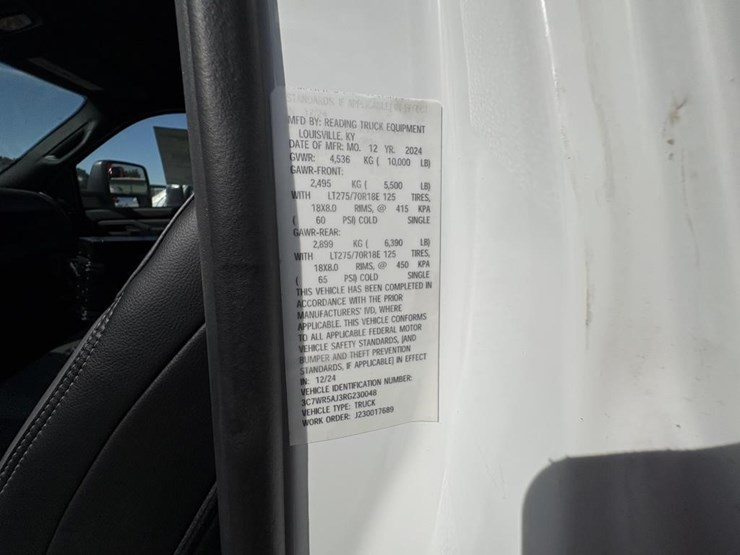 STANDARDS, IF APPLICABLE] IN EFFECT
MFD BY: READING TRUCK EQUIPMENT
LOUISVILLE, KY
DATE OF MFR: MO. 12 YR. 2024
GVWR: 4,536 KG ( 10,000 LB)
GAWR-FRONT:
2,495 KG ( 5,500 LB)
WITH LT275/70R18E 125 TIRES,
18X8.0 RIMS, @ 415 KPA
( 60 PSI) COLD SINGLE
GAWR-REAR:
2,899 KG ( 6,390 LB)
WITH LT275/70R18E 125 TIRES,
18X8.0 RIMS, @ 450 KPA
( 65 PSI) COLD SINGLE
THIS VEHICLE HAS BEEN COMPLETED IN
ACCORDANCE WITH THE PRIOR
MANUFACTURERS' IVD, WHERE
APPLICABLE. THIS VEHICLE CONFORMS
TO ALL APPLICABLE FEDERAL MOTOR
VEHICLE SAFETY STANDARDS, [AND
BUMPER AND THEFT PREVENTION
STANDARDS, IF APPLICABLE] IN EFFECT
IN: 12/24
VEHICLE IDENTIFICATION NUMBER:
3C7WR5AJ3RG230048
VEHICLE TYPE: TRUCK
WORK ORDER: J230017689